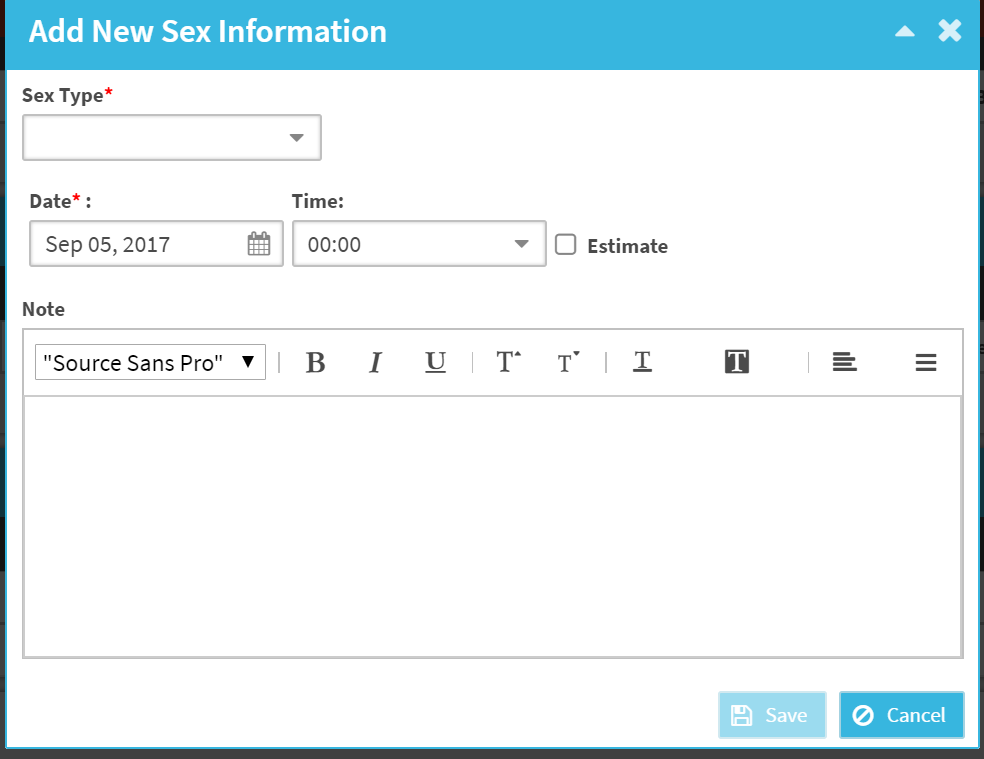 Add New Sex Information
Sex Type*
Date* :
Time:
Sep 05, 2017
00:00
Estimate
Note
"Source Sans Pro"
B I U T T T T
Save
Cancel